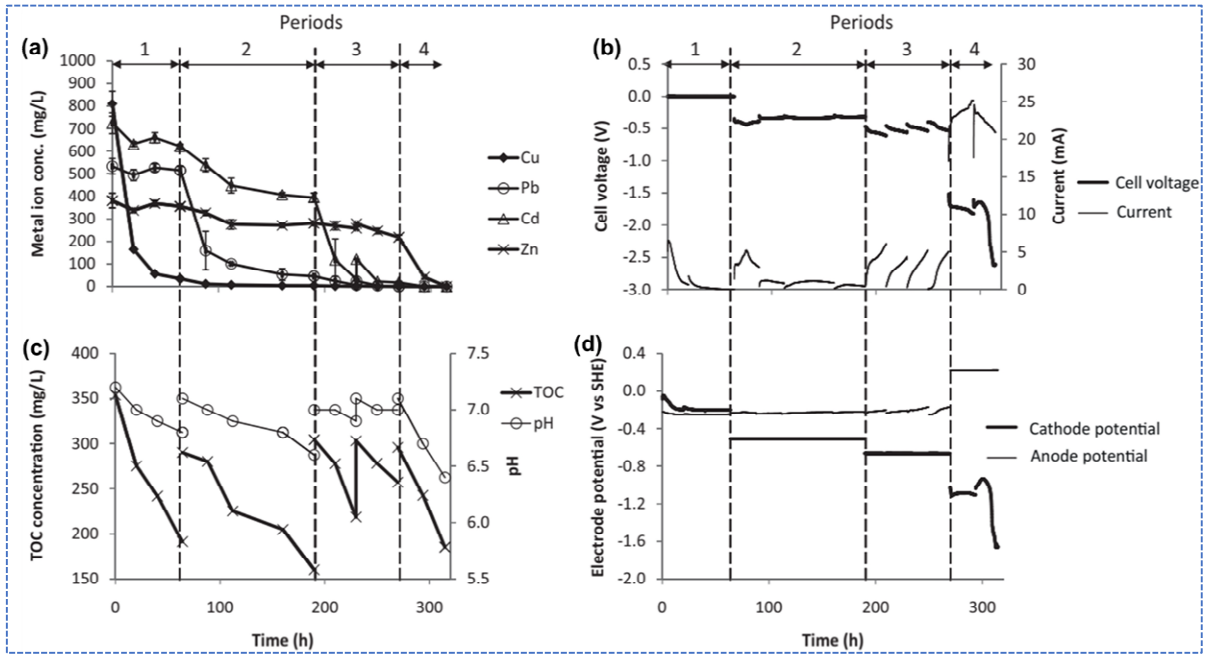 Periods
(a)
1 2 3 4
1000
900
800
700
600
500
400
300
200
100
0
Metal ion conc. (mg/L)
Cu
Pb
Cd
Zn
Periods
(b)
1 2 3 4
0.5
0.0
-0.5
-1.0
-1.5
-2.0
-2.5
-3.0
Cell voltage (V)
30
25
20
15
10
5
0
Current (mA)
Cell voltage
Current
(c)
400
350
300
250
200
150
TOC concentration (mg/L)
7.5
7.0
6.5
6.0
5.5
pH
TOC
pH
0 100 200 300
Time (h)
(d)
0.4
0.0
-0.4
-0.8
-1.2
-1.6
-2.0
Electrode potential (V vs SHE)
Cathode potential
Anode potential
0 100 200 300
Time (h)